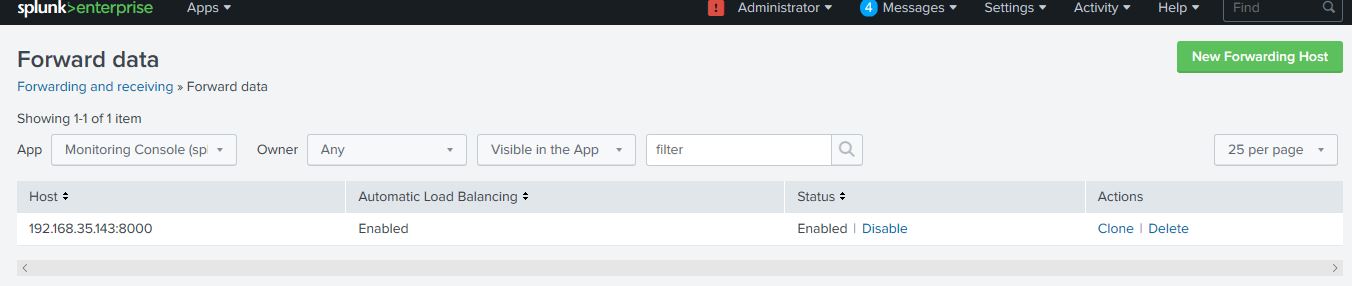 splunk>enterprise Apps ! Administrator 4 Messages Settings Activity Help Find
Forward data
New Forwarding Host
Forwarding and receiving » Forward data
Showing 1-1 of 1 item
App Monitoring Console (spl Owner Any Visible in the App filter 25 per page
Host Automatic Load Balancing Status Actions
192.168.35.143:8000 Enabled Enabled | Disable Clone | Delete